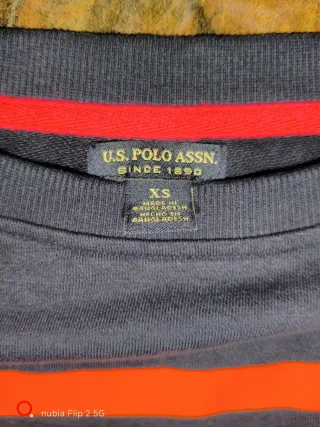 U.S. POLO ASSN.
SINCE 1890
XS
MADE IN
BANGLADESH
HECHO EN
BANGLADESH
nubia Flip 2 5G